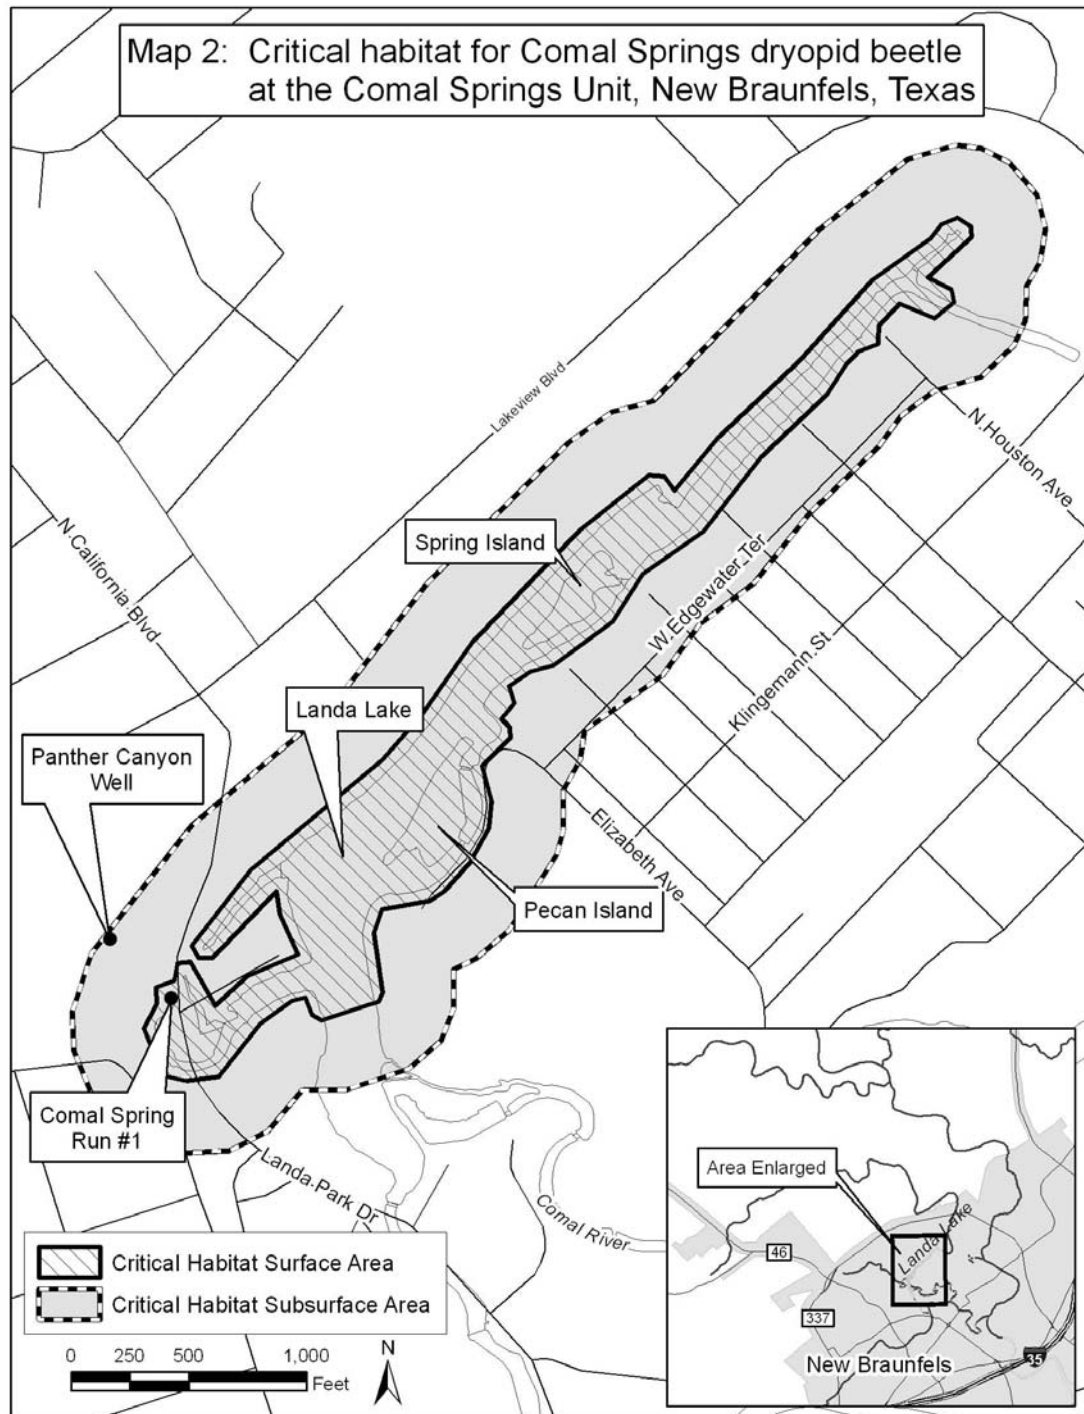 Map 2: Critical habitat for Comal Springs dryopid beetle
at the Comal Springs Unit, New Braunfels, Texas
Lakeview Blvd
N. Houston Ave
N. California Blvd
Spring Island
W. Edgewater Ter
Klingemann St
Landa Lake
Panther Canyon
Well
Elizabeth Ave
Pecan Island
Comal Spring
Run #1
Landa Park Dr
Comal River
Area Enlarged
Landa Lake
46
337
New Braunfels
35
Critical Habitat Surface Area
Critical Habitat Subsurface Area
0 250 500 1,000
Feet
N